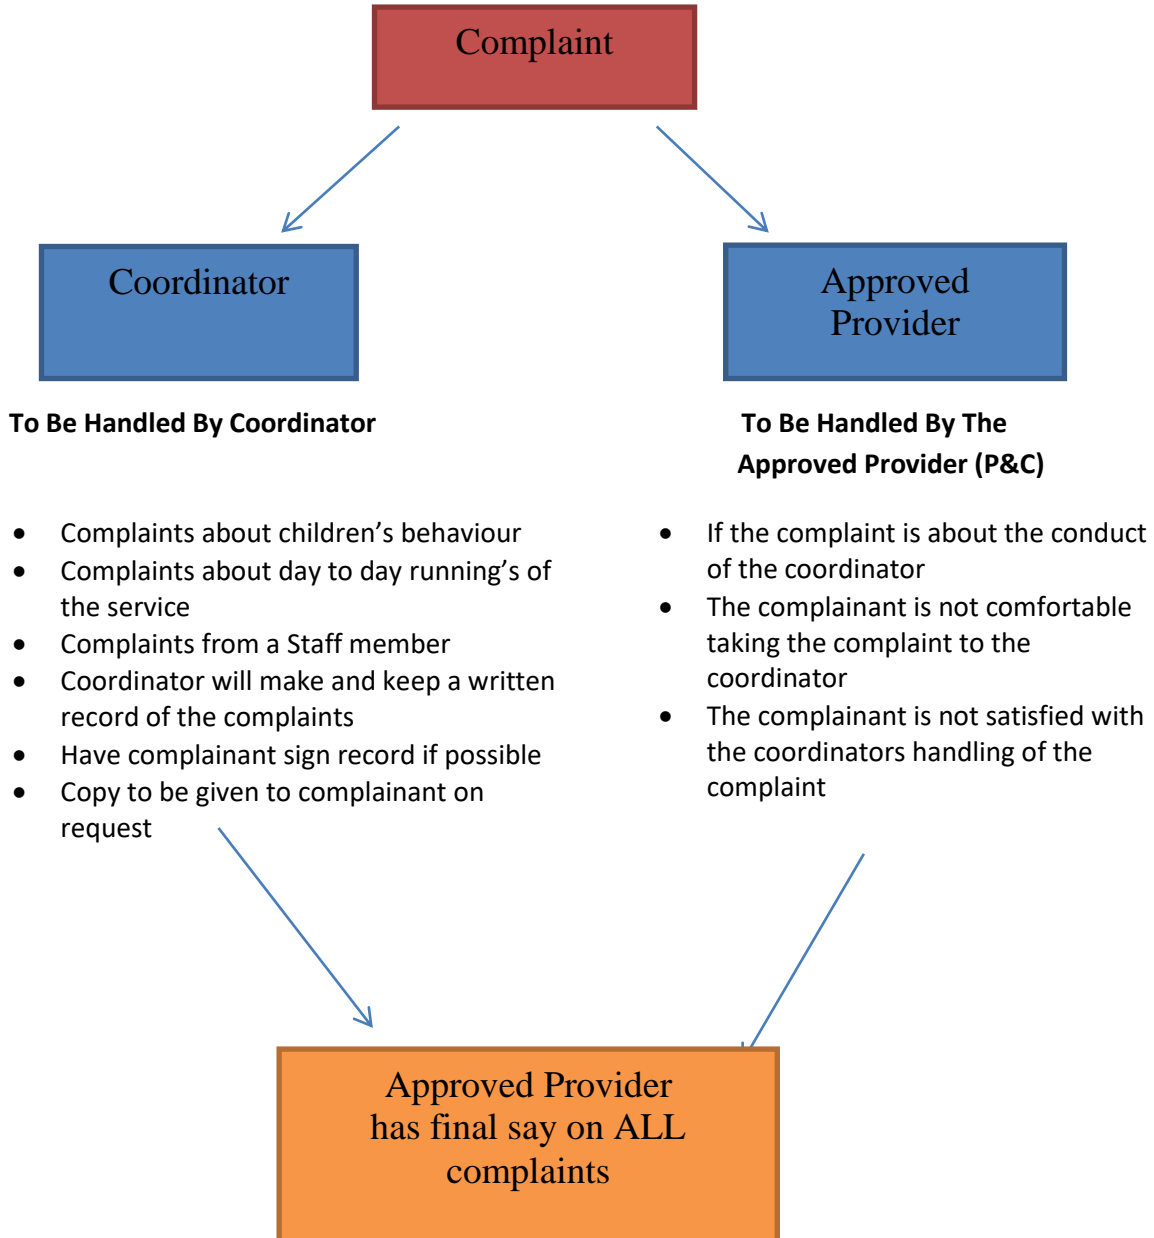 Complaint
Coordinator
Approved
Provider
To Be Handled By Coordinator
• Complaints about children’s behaviour
• Complaints about day to day running’s of
the service
• Complaints from a Staff member
• Coordinator will make and keep a written
record of the complaints
• Have complainant sign record if possible
• Copy to be given to complainant on
request
To Be Handled By The
Approved Provider (P&C)
• If the complaint is about the conduct
of the coordinator
• The complainant is not comfortable
taking the complaint to the
coordinator
• The complainant is not satisfied with
the coordinators handling of the
complaint
Approved Provider
has final say on ALL
complaints